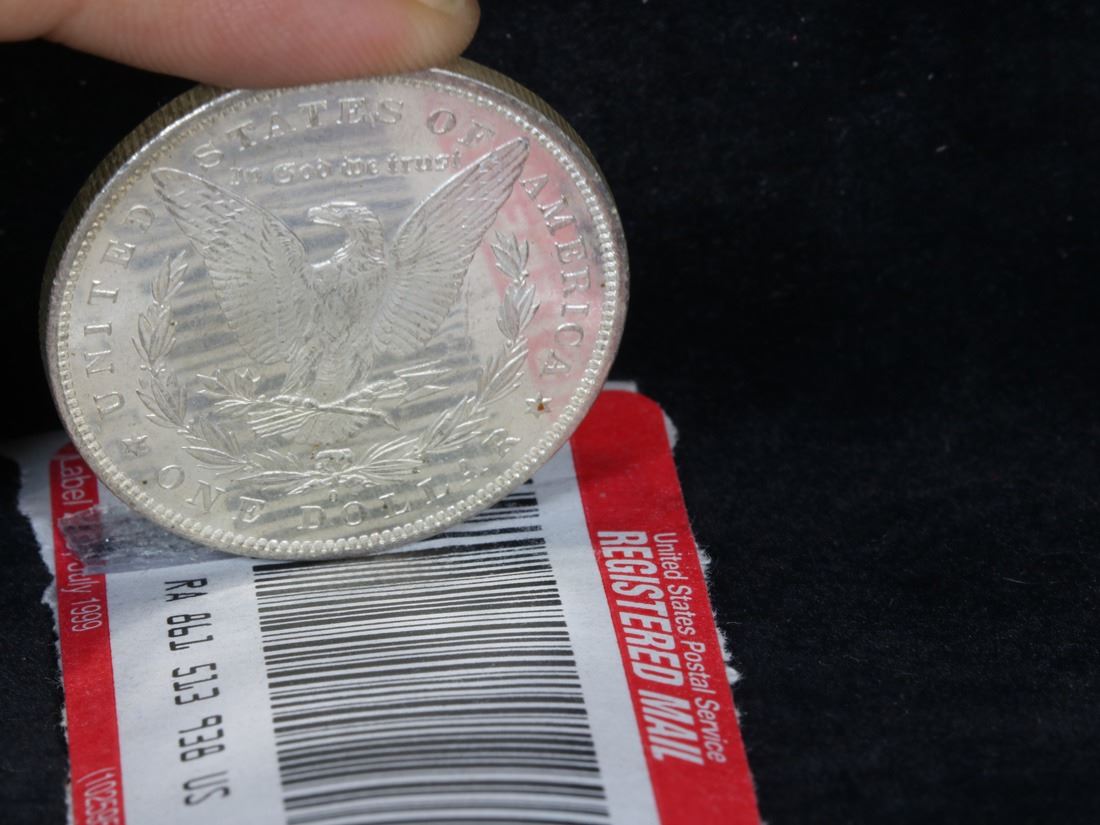 UNITED STATES OF AMERICA
In God we trust
ONE DOLLAR
United States Postal Service
REGISTERED MAIL
RA 861 513 938 US
Label
July 1999